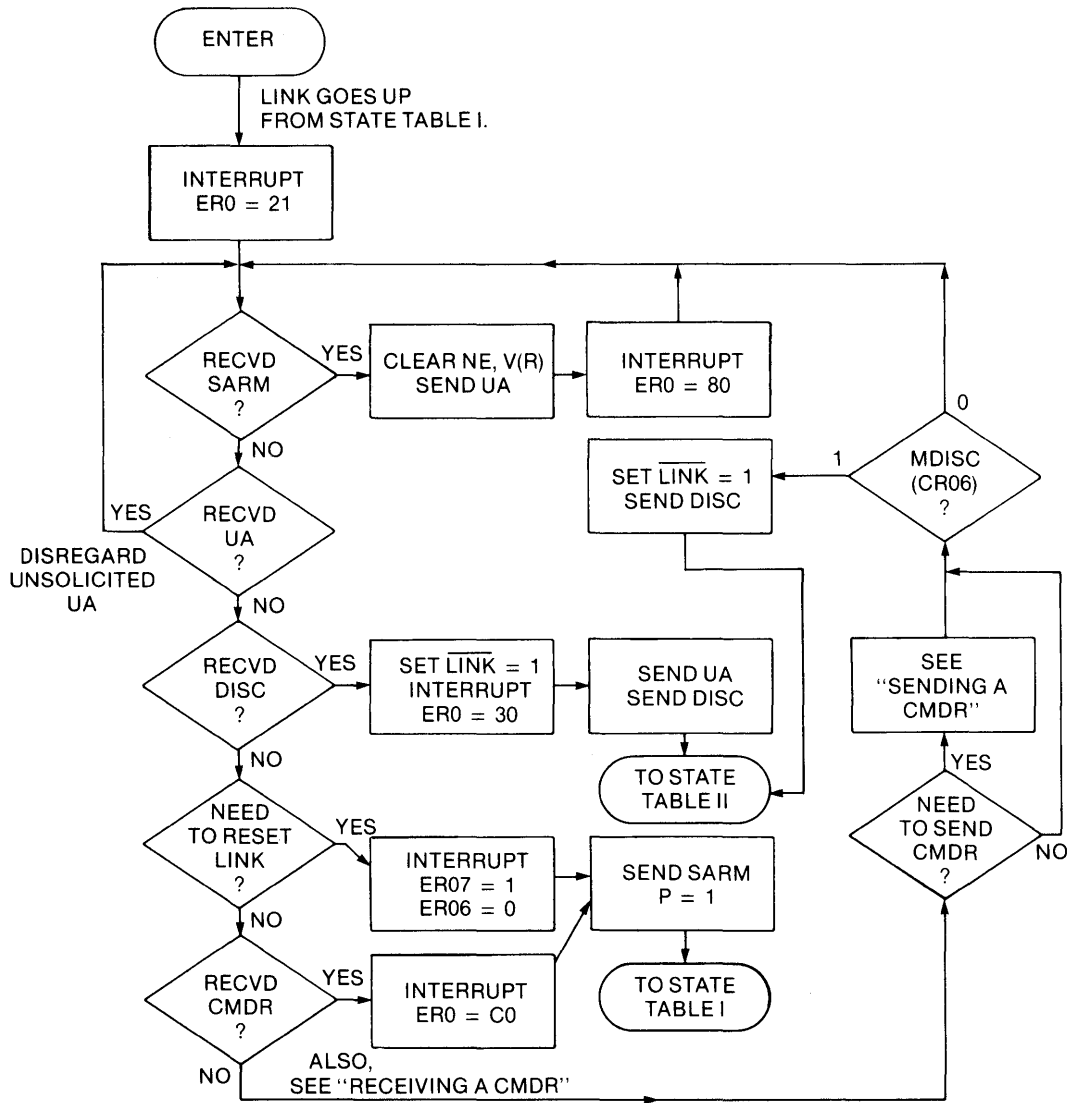 ENTER
LINK GOES UP
FROM STATE TABLE I.
INTERRUPT
ER0 = 21
RECVD
SARM
?
YES
NO
CLEAR NE, V(R)
SEND UA
INTERRUPT
ER0 = 80
RECVD
UA
?
YES
DISREGARD
UNSOLICITED
UA
NO
SET L̅I̅N̅K̅ = 1
SEND DISC
MDISC
(CR06)
?
0
1
RECVD
DISC
?
YES
NO
SET L̅I̅N̅K̅ = 1
INTERRUPT
ER0 = 30
SEND UA
SEND DISC
TO STATE
TABLE II
SEE
“SENDING A
CMDR”
YES
NEED
TO SEND
CMDR
?
NO
NEED
TO RESET
LINK
?
YES
NO
INTERRUPT
ER07 = 1
ER06 = 0
SEND SARM
P = 1
TO STATE
TABLE I
RECVD
CMDR
?
YES
NO
INTERRUPT
ER0 = C0
ALSO,
SEE “RECEIVING A CMDR”